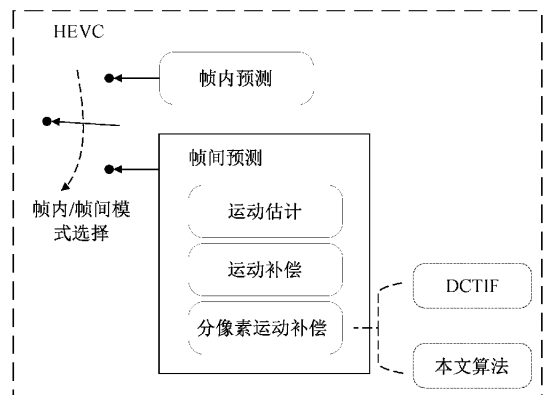 HEVC
帧内预测
帧间预测
帧内/帧间模
式选择
运动估计
运动补偿
分像素运动补偿
DCTIF
本文算法